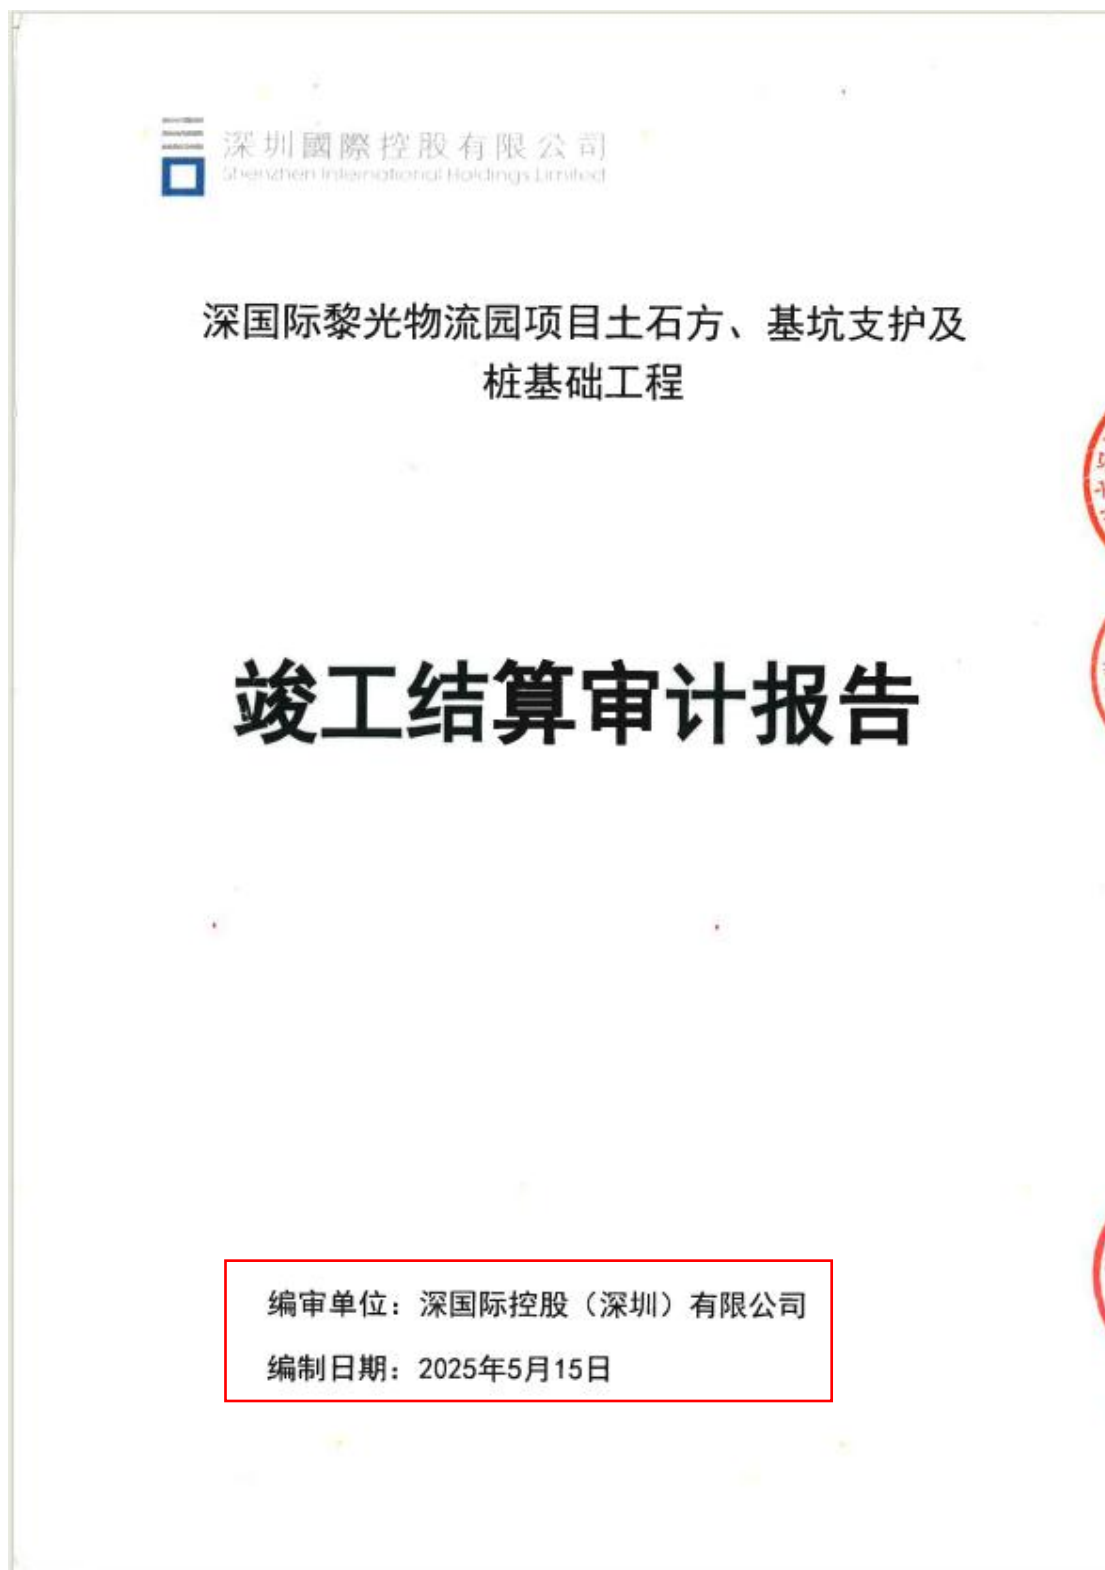 深圳國際控股有限公司
Shenzhen International Holdings Limited
深国际黎光物流园项目土石方、基坑支护及
桩基础工程
竣工结算审计报告
编审单位：深国际控股（深圳）有限公司
编制日期：2025年5月15日